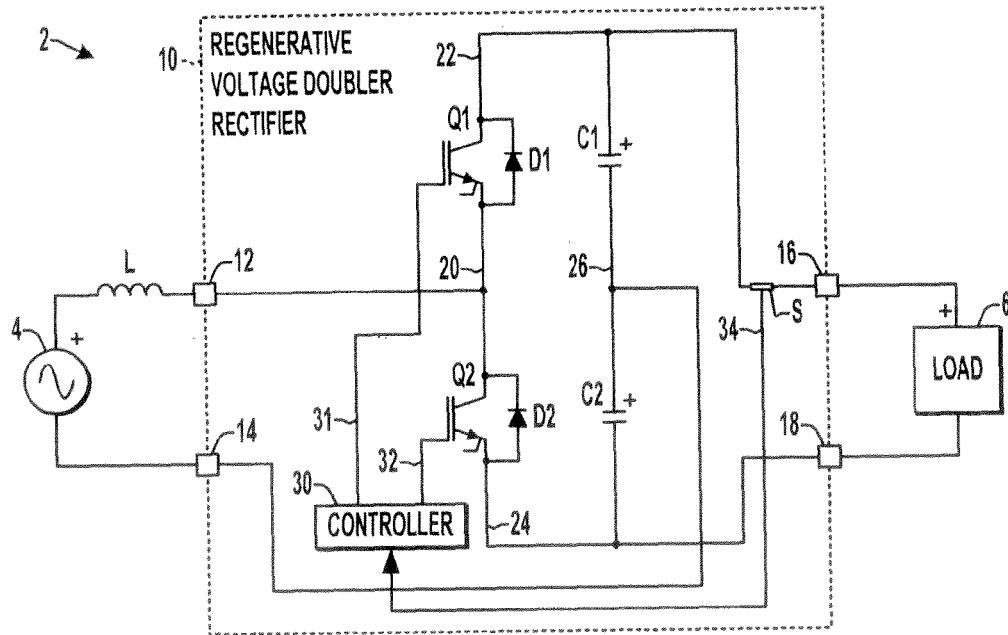 2
10
REGENERATIVE
VOLTAGE DOUBLER
RECTIFIER
22
Q1
D1
C1
+
L
12
20
26
16
4
+
S
34
+
6
LOAD
Q2
D2
C2
+
14
31
32
18
30
CONTROLLER
24